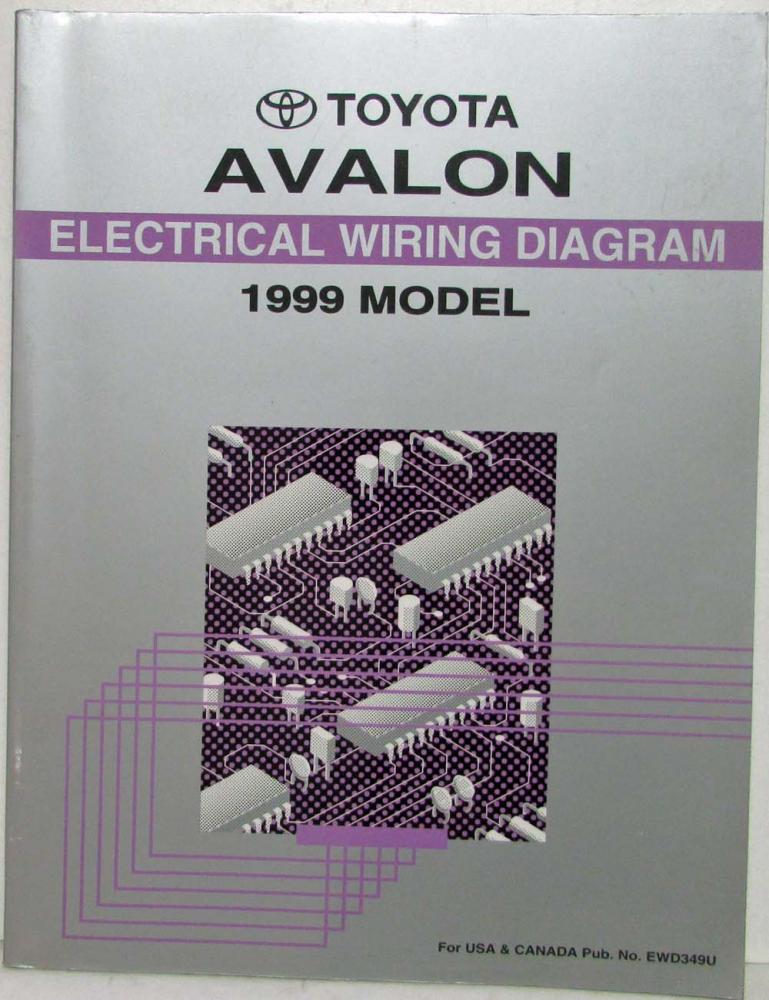 TOYOTA
AVALON
ELECTRICAL WIRING DIAGRAM
1999 MODEL
For USA & CANADA Pub. No. EWD349U